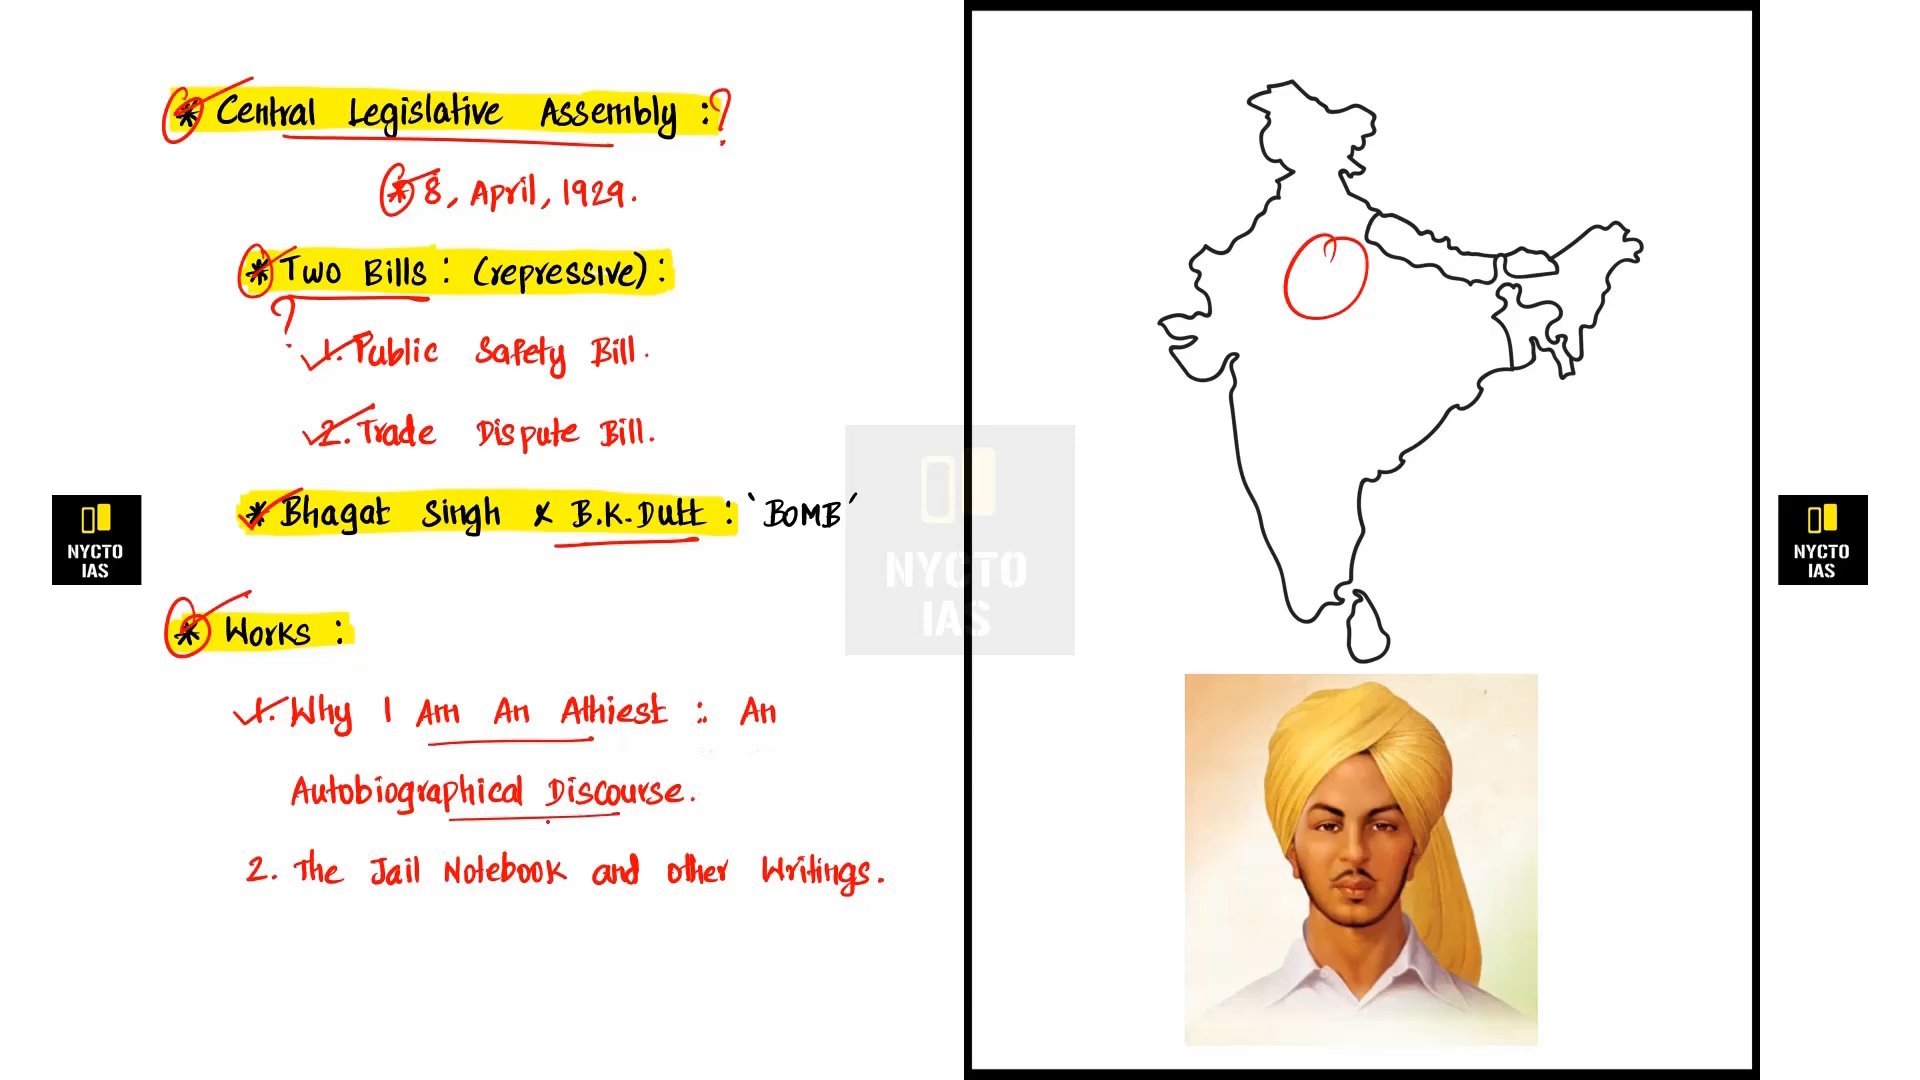 * Central Legislative Assembly : ?
* 8, April, 1929.
* Two Bills : (repressive) :
?
1. Public Safety Bill.
2. Trade Dispute Bill.
* Bhagat Singh & B.K.Dutt : 'BOMB'
* Works :
1. Why I Am An Athiest : An
Autobiographical Discourse.
2. The Jail Notebook and other Writings.
NYCTO
IAS
NYCTO
IAS
NYCTO
IAS